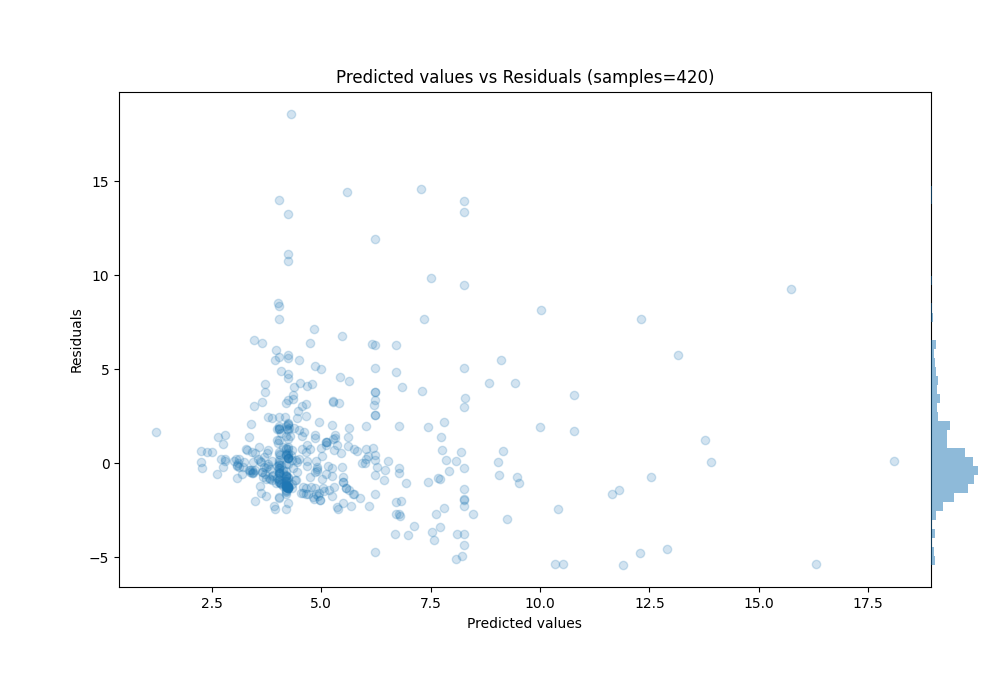 Predicted values vs Residuals (samples=420)
15
10
5
0
−5
Residuals
2.5 5.0 7.5 10.0 12.5 15.0 17.5
Predicted values